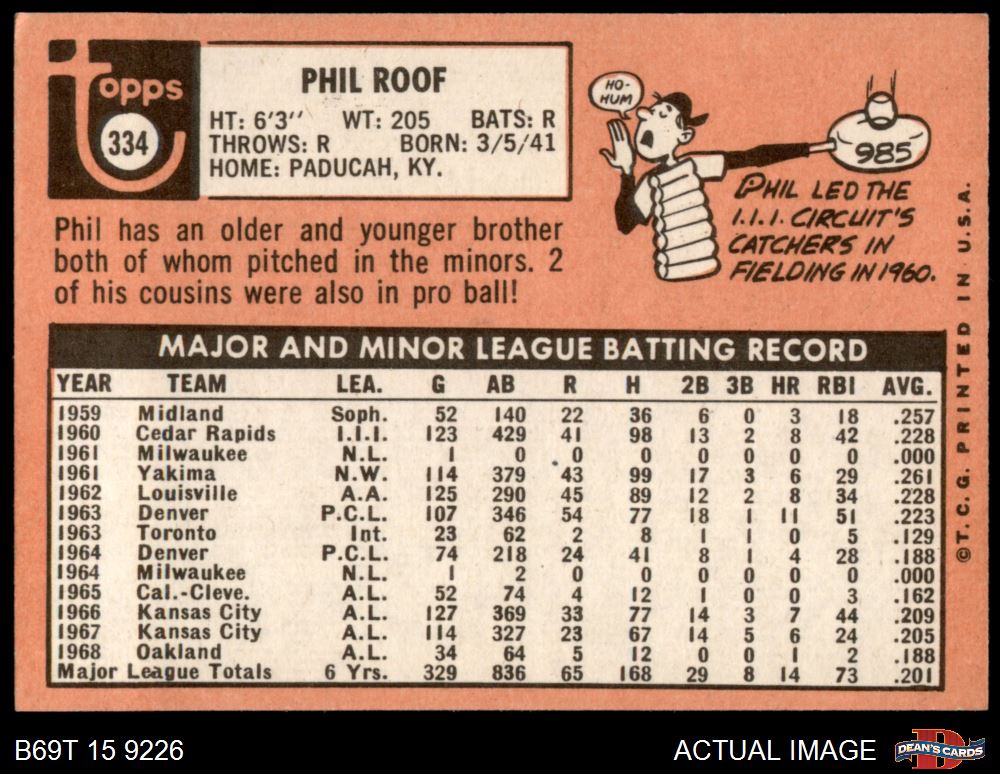 Topps
334
PHIL ROOF
HT: 6'3'' WT: 205 BATS: R
THROWS: R BORN: 3/5/41
HOME: PADUCAH, KY.
Phil has an older and younger brother
both of whom pitched in the minors. 2
of his cousins were also in pro ball!
HO-
HUM
985
PHIL LED THE
I.I.I. CIRCUIT'S
CATCHERS IN
FIELDING IN 1960.
MAJOR AND MINOR LEAGUE BATTING RECORD
YEAR TEAM LEA. G AB R H 2B 3B HR RBI AVG.
1959 Midland Soph. 52 140 22 36 6 0 3 18 .257
1960 Cedar Rapids I.I.I. 123 429 41 98 13 2 8 42 .228
1961 Milwaukee N.L. 1 0 0 0 0 0 0 0 .000
1961 Yakima N.W. 114 379 43 99 17 3 6 29 .261
1962 Louisville A.A. 125 290 45 89 12 2 8 34 .228
1963 Denver P.C.L. 107 346 54 77 18 1 11 51 .223
1963 Toronto Int. 23 62 2 8 1 1 0 5 .129
1964 Denver P.C.L. 74 218 24 41 8 1 4 28 .188
1964 Milwaukee N.L. 1 2 0 0 0 0 0 0 .000
1965 Cal.-Cleve. A.L. 52 74 4 12 1 0 0 3 .162
1966 Kansas City A.L. 127 369 33 77 14 3 7 44 .209
1967 Kansas City A.L. 114 327 23 67 14 5 6 24 .205
1968 Oakland A.L. 34 64 5 12 0 0 1 2 .188
Major League Totals 6 Yrs. 329 836 65 168 29 8 14 73 .201
©T.C.G. PRINTED IN U.S.A.
B69T 15 9226
ACTUAL IMAGE
D
DEAN'S CARDS